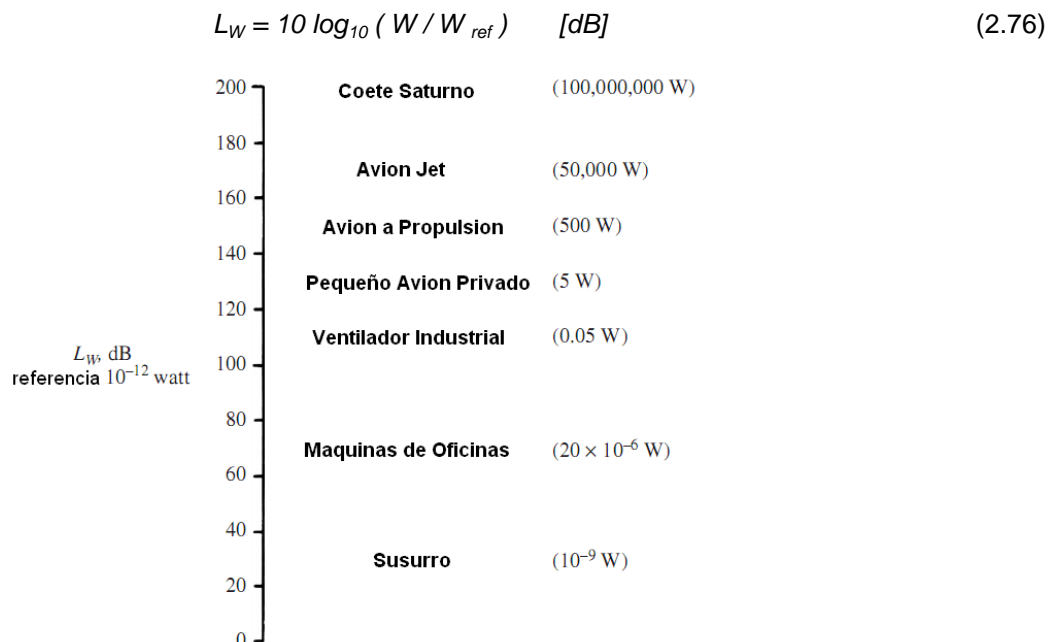 L_W = 10 log_10 ( W / W_ref ) [dB] (2.76)
200 Coete Saturno (100,000,000 W)
180
Avion Jet (50,000 W)
160
Avion a Propulsion (500 W)
140
Pequeño Avion Privado (5 W)
120
Ventilador Industrial (0.05 W)
L_W, dB
referencia 10^−12 watt
100
80
Maquinas de Oficinas (20 × 10^−6 W)
60
40
Susurro (10^−9 W)
20
0